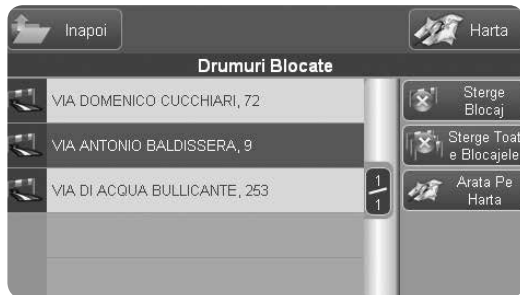 Inapoi
Harta
Drumuri Blocate
VIA DOMENICO CUCCHIARI, 72
VIA ANTONIO BALDISSERA, 9
VIA DI ACQUA BULLICANTE, 253
1
1
Sterge
Blocaj
Sterge Toat
e Blocajele
Arata Pe
Harta